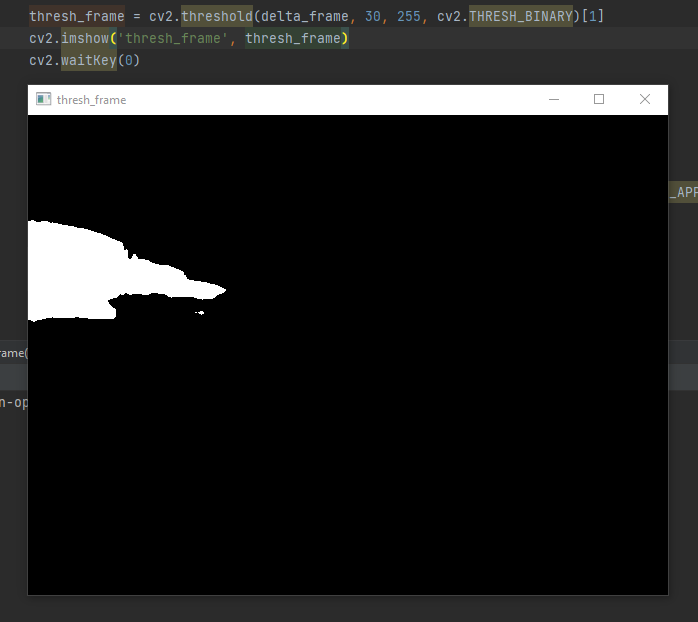 thresh_frame = cv2.threshold(delta_frame, 30, 255, cv2.THRESH_BINARY)[1]
cv2.imshow('thresh_frame', thresh_frame)
cv2.waitKey(0)
thresh_frame
_APP
rame(
n-op